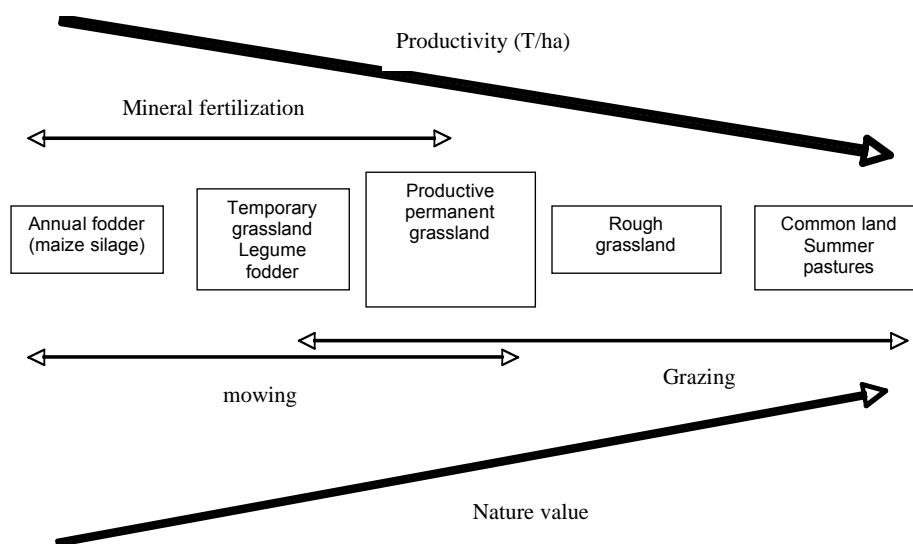 Productivity (T/ha)
Mineral fertilization
Annual fodder
(maize silage)
Temporary
grassland
Legume
fodder
Productive
permanent
grassland
Rough
grassland
Common land
Summer
pastures
mowing
Grazing
Nature value